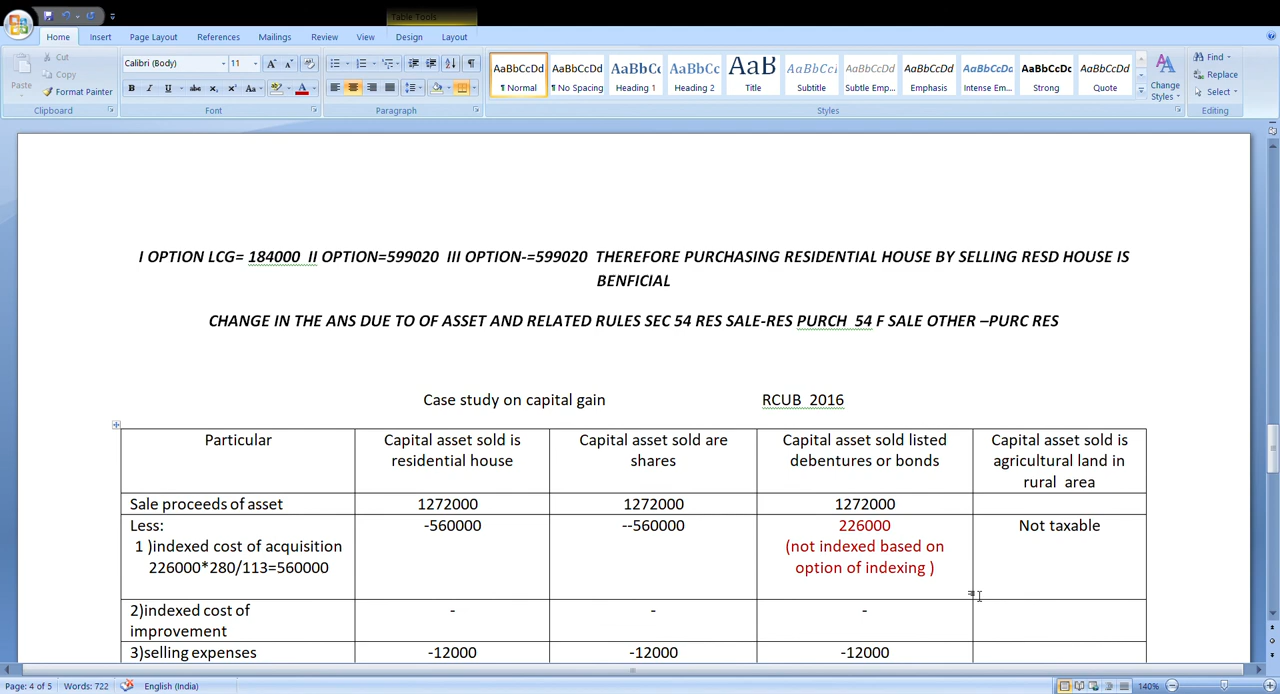 Table Tools
Home Insert Page Layout References Mailings Review View Design Layout
Cut
Copy
Format Painter
Paste
Clipboard
Calibri (Body) 11
Font
Paragraph
AaBbCcDd AaBbCcDd AaBbCc AaBbCc AaB AaBbCcI AaBbCcDd AaBbCcDd AaBbCcDc AaBbCcDc AaBbCcDd
¶ Normal ¶ No Spacing Heading 1 Heading 2 Title Subtitle Subtle Emp... Emphasis Intense Em... Strong Quote
Change Styles
Styles
Find
Replace
Select
Editing
I OPTION LCG= 184000 II OPTION=599020 III OPTION-=599020 THEREFORE PURCHASING RESIDENTIAL HOUSE BY SELLING RESD HOUSE IS
BENFICIAL
CHANGE IN THE ANS DUE TO OF ASSET AND RELATED RULES SEC 54 RES SALE-RES PURCH 54 F SALE OTHER –PURC RES
Case study on capital gain RCUB 2016
Particular Capital asset sold is residential house Capital asset sold are shares Capital asset sold listed debentures or bonds Capital asset sold is agricultural land in rural area
Sale proceeds of asset 1272000 1272000 1272000
Less: -560000 --560000 226000 Not taxable
1 )indexed cost of acquisition (not indexed based on
226000*280/113=560000 option of indexing )
2)indexed cost of improvement - - -
3)selling expenses -12000 -12000 -12000
Page: 4 of 5 Words: 722 English (India) 140%